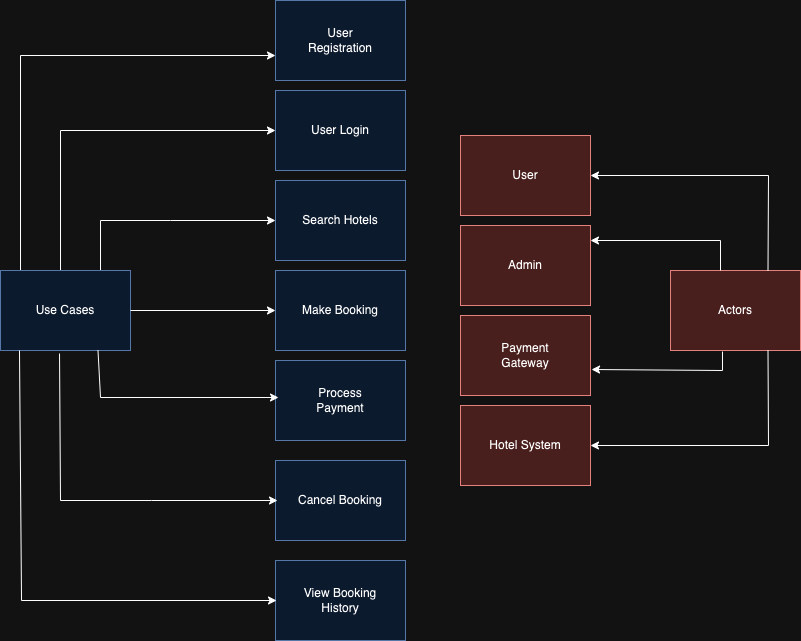 User
Registration
User Login
Search Hotels
Use Cases
Make Booking
Process
Payment
Cancel Booking
View Booking
History
User
Admin
Payment
Gateway
Hotel System
Actors